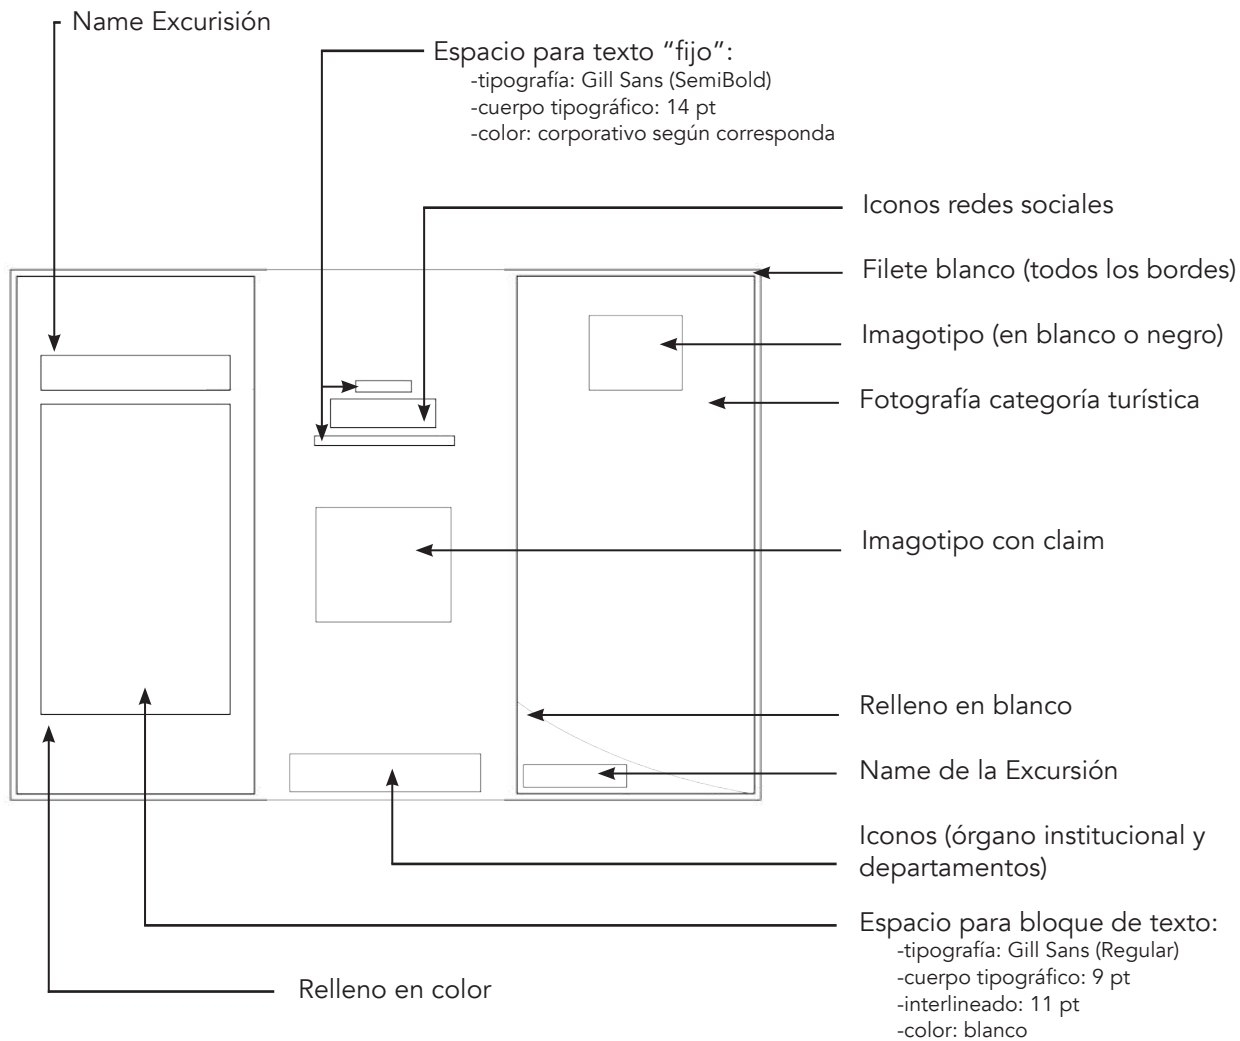 Name Excurisión
Espacio para texto “fijo”:
-tipografía: Gill Sans (SemiBold)
-cuerpo tipográfico: 14 pt
-color: corporativo según corresponda
Iconos redes sociales
Filete blanco (todos los bordes)
Imagotipo (en blanco o negro)
Fotografía categoría turística
Imagotipo con claim
Relleno en blanco
Name de la Excursión
Iconos (órgano institucional y
departamentos)
Espacio para bloque de texto:
-tipografía: Gill Sans (Regular)
-cuerpo tipográfico: 9 pt
-interlineado: 11 pt
-color: blanco
Relleno en color